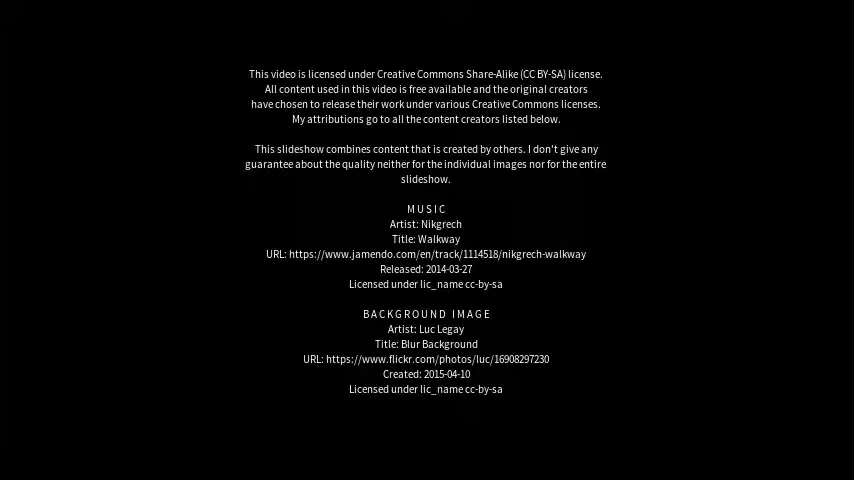 This video is licensed under Creative Commons Share-Alike (CC BY-SA) license.
All content used in this video is free available and the original creators
have chosen to release their work under various Creative Commons licenses.
My attributions go to all the content creators listed below.
This slideshow combines content that is created by others. I don't give any
guarantee about the quality neither for the individual images nor for the entire
slideshow.
MUSIC
Artist: Nikgrech
Title: Walkway
URL: https://www.jamendo.com/en/track/1114518/nikgrech-walkway
Released: 2014-03-27
Licensed under lic_name cc-by-sa
BACKGROUND IMAGE
Artist: Luc Legay
Title: Blur Background
URL: https://www.flickr.com/photos/luc/16908297230
Created: 2015-04-10
Licensed under lic_name cc-by-sa